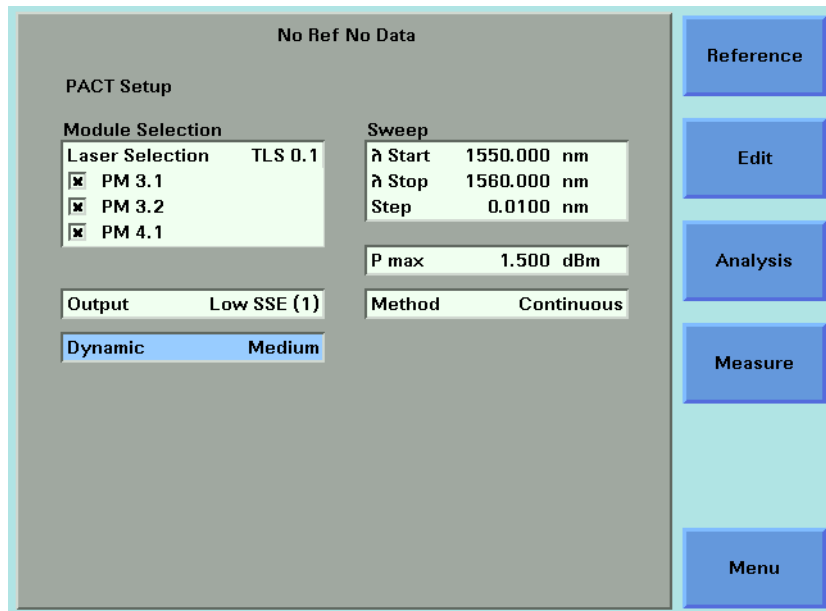 No Ref No Data
PACT Setup
Module Selection
Laser Selection TLS 0.1
PM 3.1
PM 3.2
PM 4.1
Output Low SSE (1)
Dynamic Medium
Sweep
λ Start 1550.000 nm
λ Stop 1560.000 nm
Step 0.0100 nm
P max 1.500 dBm
Method Continuous
Reference
Edit
Analysis
Measure
Menu